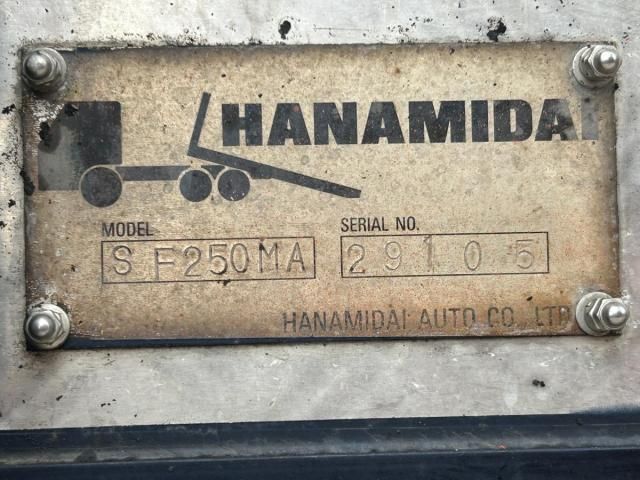 HANAMIDAI
MODEL SERIAL NO.
SF250MA 29105
HANAMIDAI AUTO CO. LTD